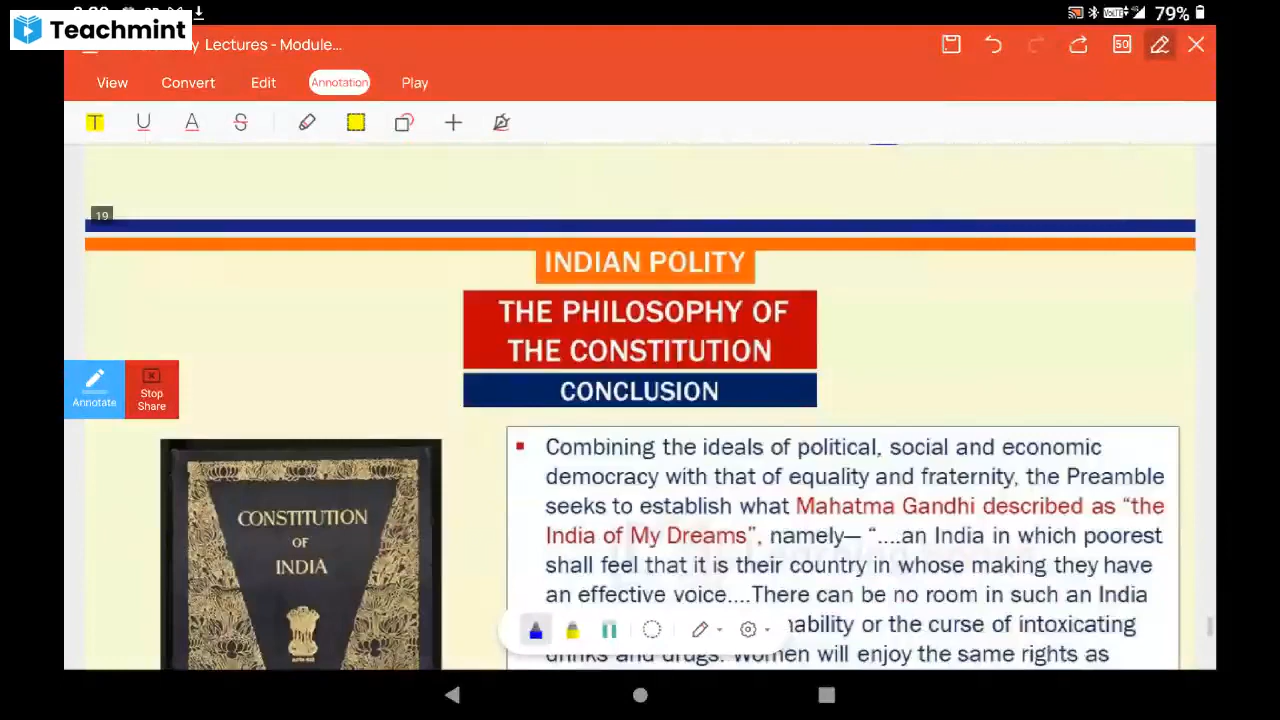 Teachmint
79%
Lectures - Module...
50
View Convert Edit Annotation Play
19
INDIAN POLITY
THE PHILOSOPHY OF
THE CONSTITUTION
CONCLUSION
Annotate
Stop
Share
CONSTITUTION
OF
INDIA
▪ Combining the ideals of political, social and economic
democracy with that of equality and fraternity, the Preamble
seeks to establish what Mahatma Gandhi described as “the
India of My Dreams”, namely— “....an India in which poorest
shall feel that it is their country in whose making they have
an effective voice....There can be no room in such an India
or the curse of intoxicating
drinks and drugs. Women will enjoy the same rights as